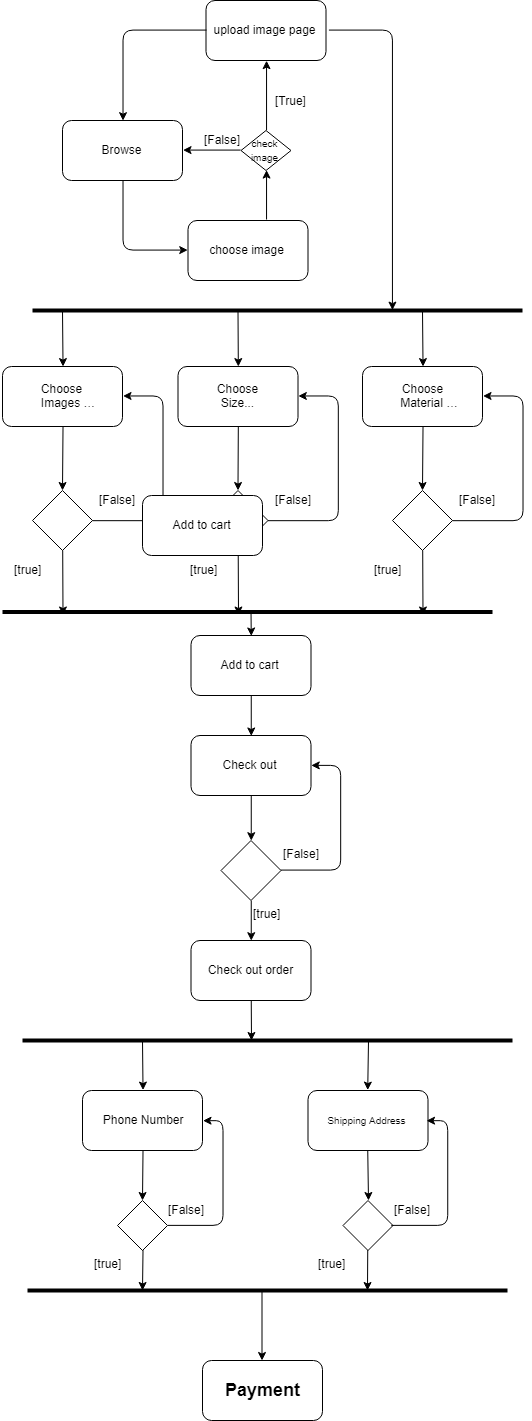 upload image page
[True]
[False]
check
image
Browse
choose image
Choose
Images ...
Choose
Size...
Choose
Material ...
[False]
[False]
[False]
Add to cart
[true]
[true]
[true]
Add to cart
Check out
[False]
[true]
Check out order
Phone Number
Shipping Address
[False]
[False]
[true]
[true]
Payment